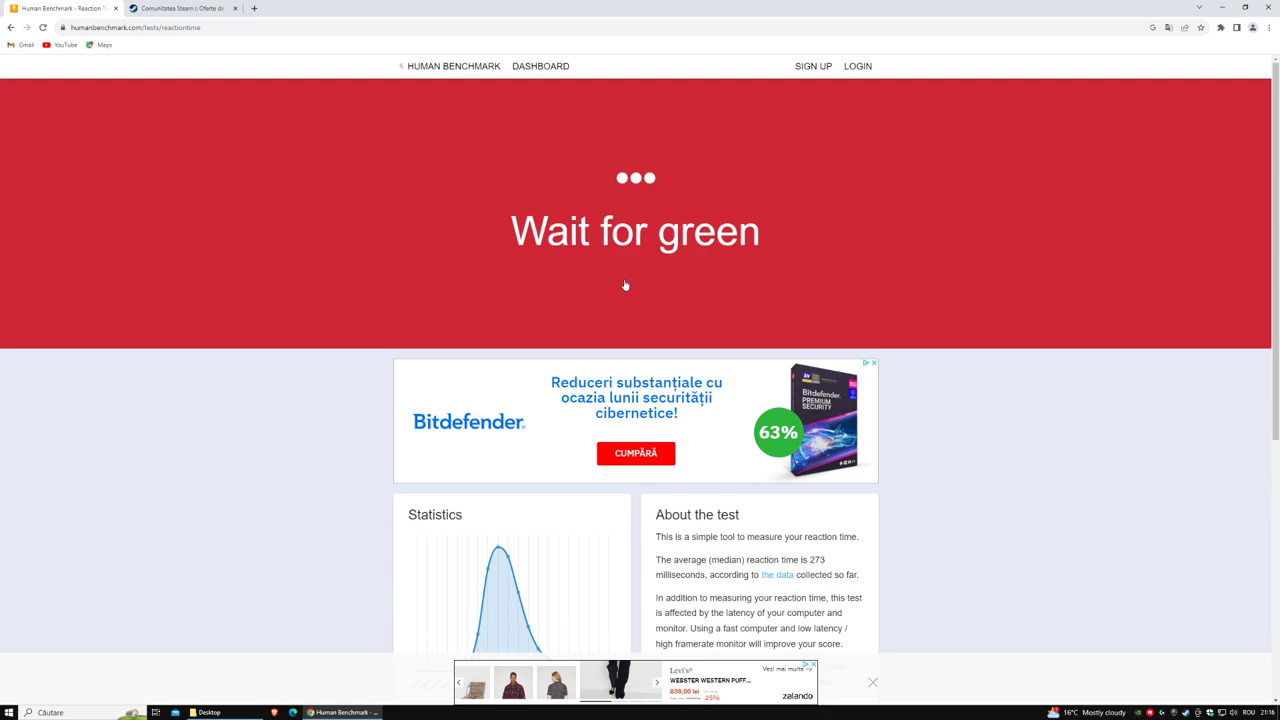 Human Benchmark - Reaction T
Comunitatea Steam :: Oferte de
humanbenchmark.com/tests/reactiontime
Gmail
YouTube
Maps
HUMAN BENCHMARK
DASHBOARD
SIGN UP
LOGIN
Wait for green
Bitdefender
Reduceri substanțiale cu
ocazia lunii securității
cibernetice!
CUMPĂRĂ
63%
Bitdefender
PREMIUM
SECURITY
Statistics
About the test
This is a simple tool to measure your reaction time.
The average (median) reaction time is 273
milliseconds, according to the data collected so far.
In addition to measuring your reaction time, this test
is affected by the latency of your computer and
monitor. Using a fast computer and low latency /
high framerate monitor will improve your score.
Levi's®
Vezi mai multe →
WEBSTER WESTERN PUFF...
839,00 lei
-25%
zalando
Căutare
Desktop
Human Benchmark - ...
16°C Mostly cloudy
ROU
21:16